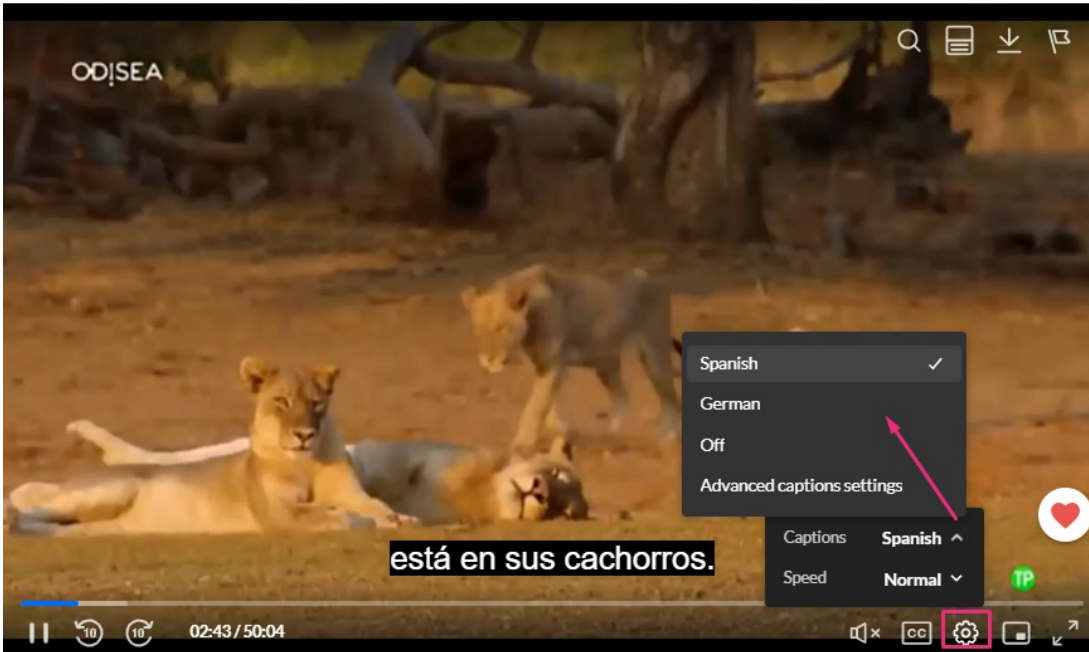 ODISEA
Spanish
German
Off
Advanced captions settings
Captions Spanish
Speed Normal
está en sus cachorros.
TP
10 10 02:43 / 50:04 CC